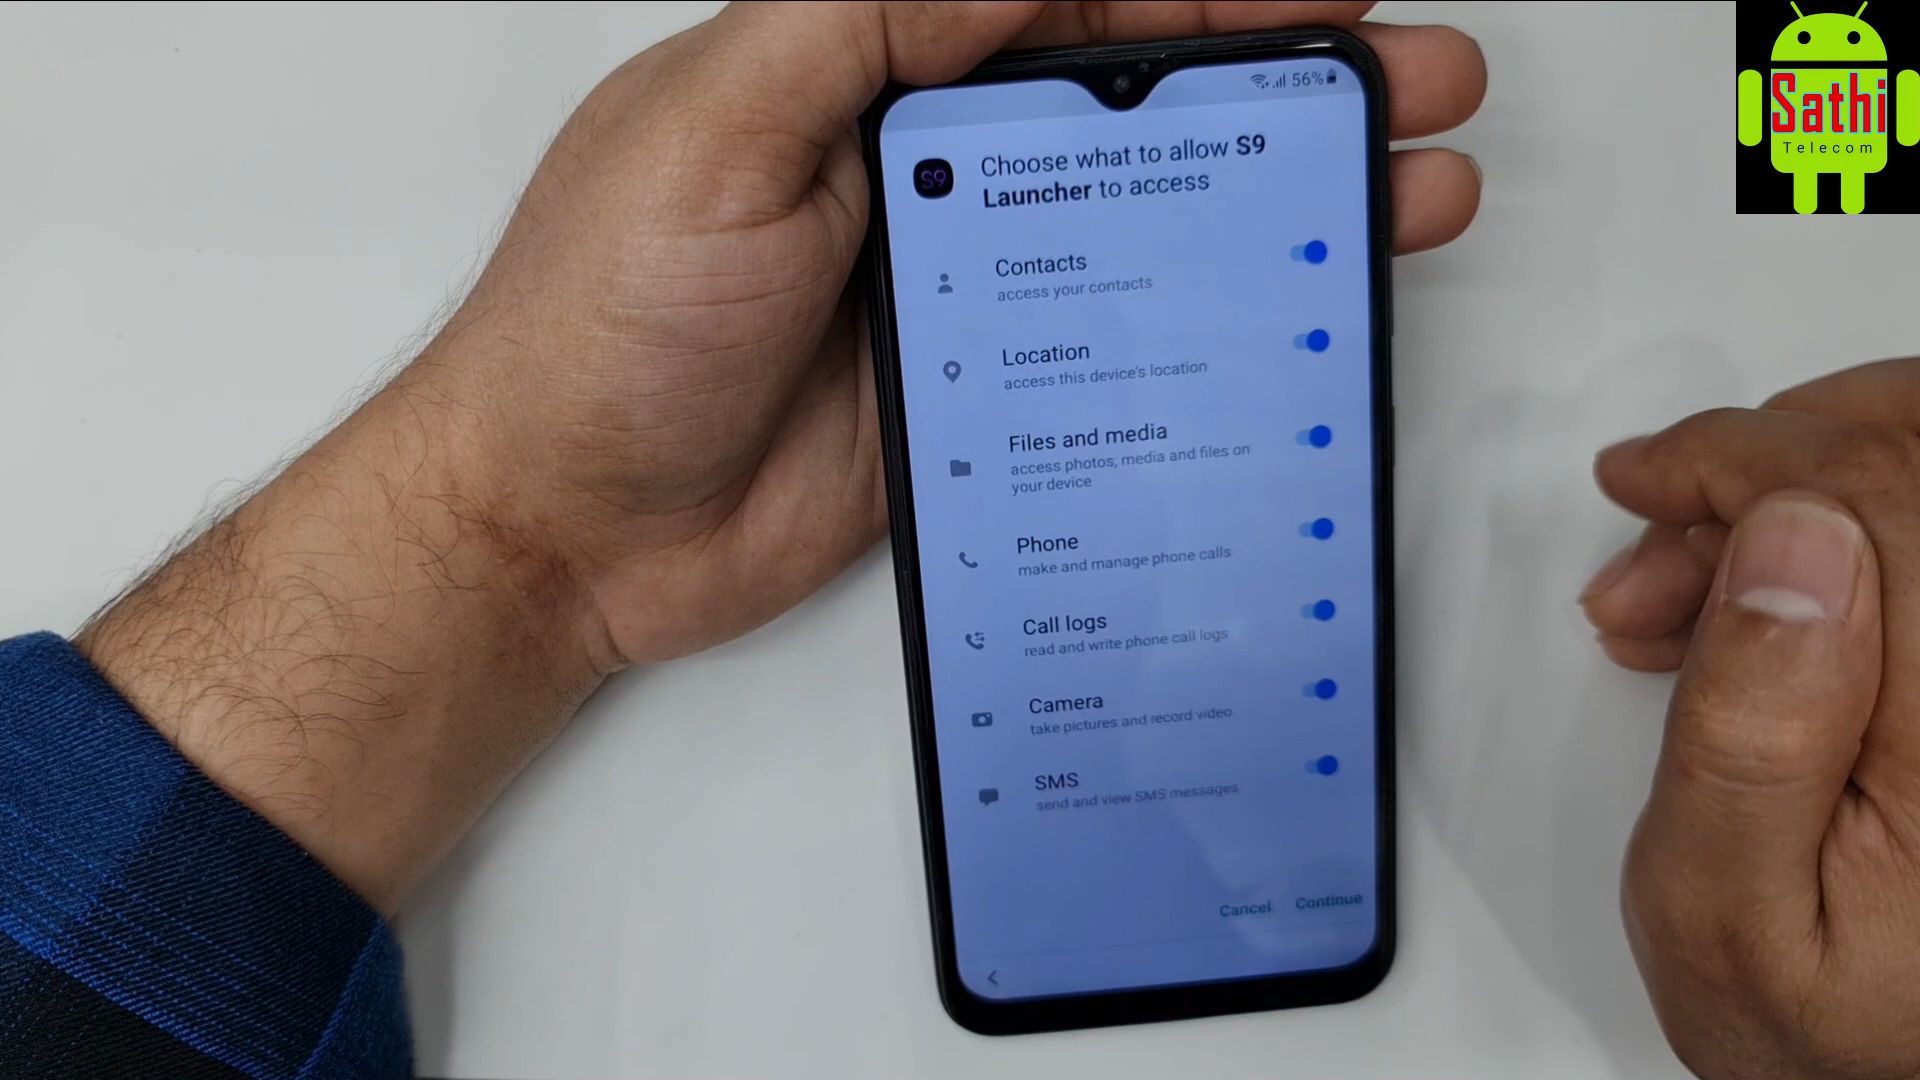 Sathi
Telecom
56%
S9
Choose what to allow S9
Launcher to access
Contacts
access your contacts
Location
access this device's location
Files and media
access photos, media and files on
your device
Phone
make and manage phone calls
Call logs
read and write phone call logs
Camera
take pictures and record video
SMS
send and view SMS messages
Cancel Continue